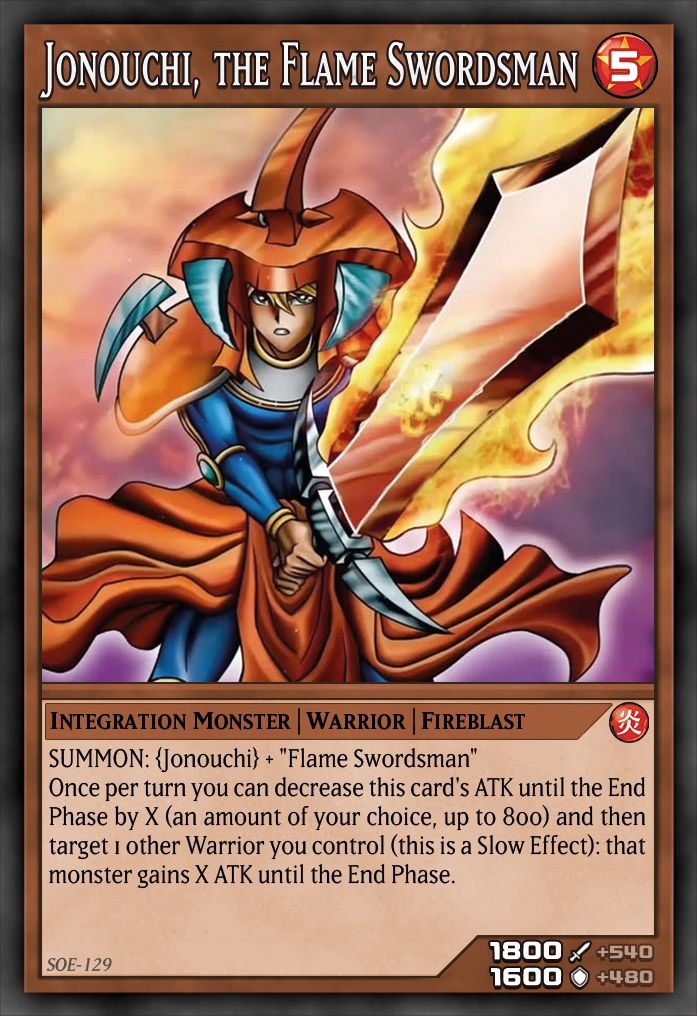 Jonouchi, the Flame Swordsman
5
Integration Monster | Warrior | Fireblast
炎
SUMMON: {Jonouchi} + "Flame Swordsman"
Once per turn you can decrease this card's ATK until the End
Phase by X (an amount of your choice, up to 800) and then
target 1 other Warrior you control (this is a Slow Effect): that
monster gains X ATK until the End Phase.
1800 +540
1600 +480
SOE-129